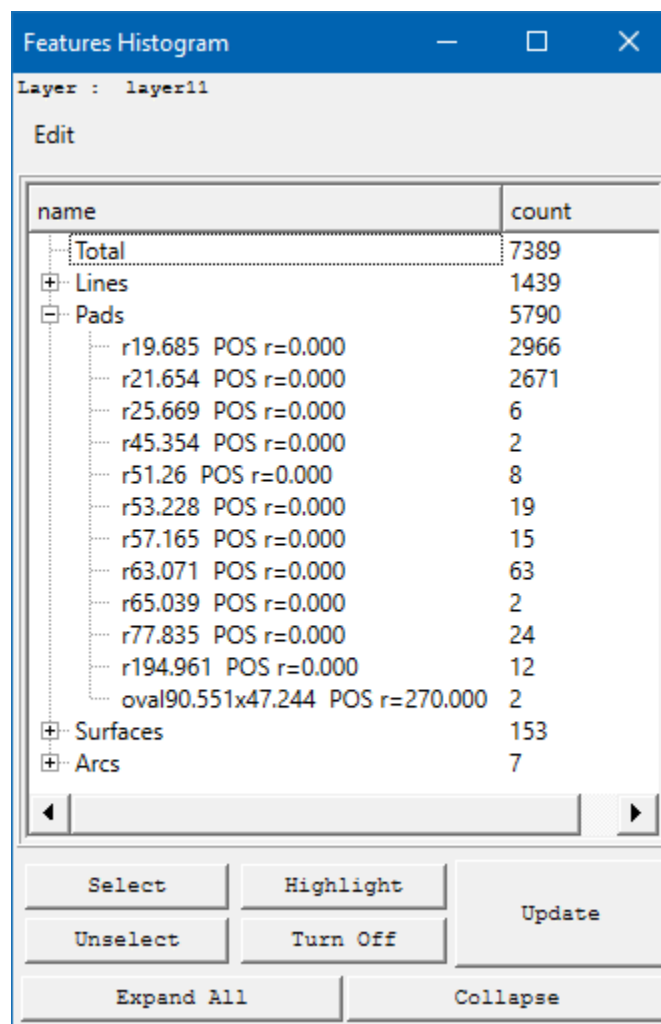 Features Histogram
Layer :  layer11
Edit
name count
Total 7389
Lines 1439
Pads 5790
r19.685  POS r=0.000 2966
r21.654  POS r=0.000 2671
r25.669  POS r=0.000 6
r45.354  POS r=0.000 2
r51.26  POS r=0.000 8
r53.228  POS r=0.000 19
r57.165  POS r=0.000 15
r63.071  POS r=0.000 63
r65.039  POS r=0.000 2
r77.835  POS r=0.000 24
r194.961  POS r=0.000 12
oval90.551x47.244  POS r=270.000 2
Surfaces 153
Arcs 7
Select Highlight
Update
Unselect Turn Off
Expand All Collapse